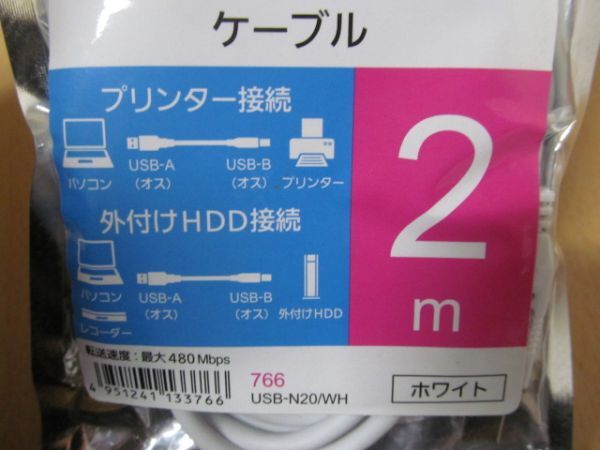 ケーブル
プリンター接続
2
m
USB-A
USB-B
パソコン
(オス)
(オス)
プリンター
外付けHDD接続
パソコン
USB-A
USB-B
レコーダー
(オス)
(オス)
外付けHDD
転送速度：最大480Mbps
4 951241 133766
766
USB-N20/WH
ホワイト